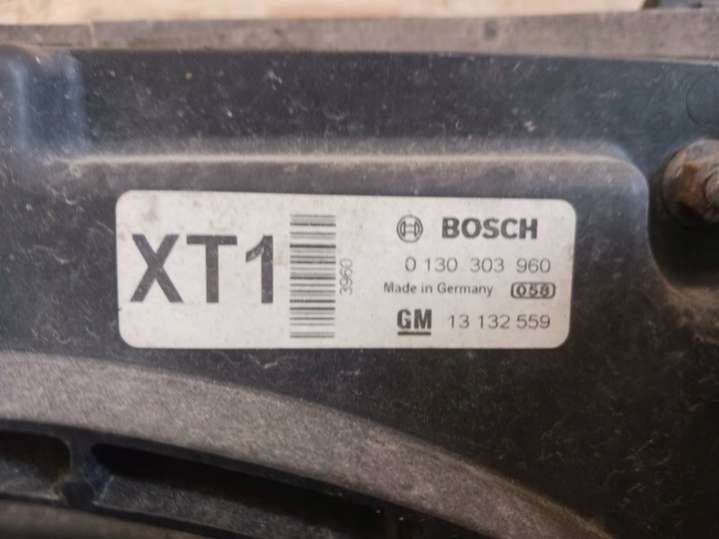 XT1
3960
BOSCH
0 130 303 960
Made in Germany 058
GM 13 132 559